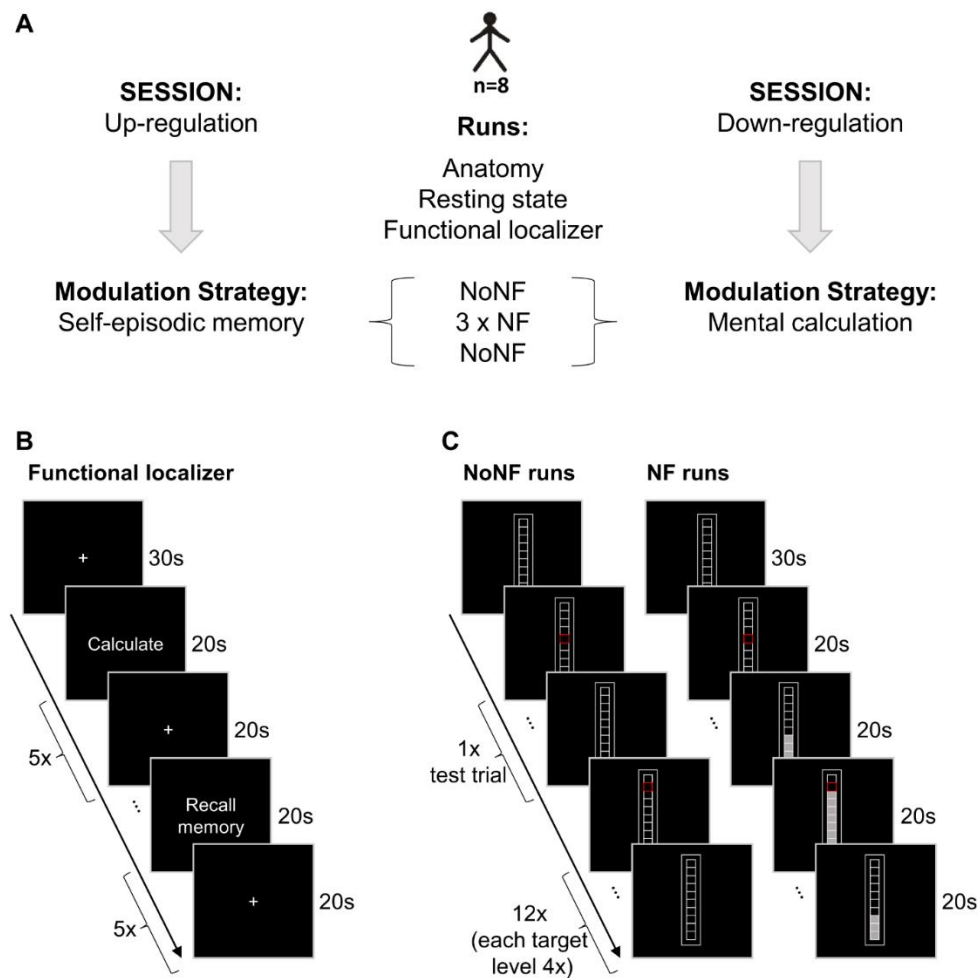 A
n=8
SESSION:
Up-regulation
Runs:
Anatomy
Resting state
Functional localizer
SESSION:
Down-regulation
Modulation Strategy:
Self-episodic memory
NoNF
3 x NF
NoNF
Modulation Strategy:
Mental calculation
B
Functional localizer
+
30s
Calculate
20s
+
20s
5x
...
Recall
memory
20s
+
20s
5x
C
NoNF runs
NF runs
30s
20s
...
...
20s
1x
test trial
20s
...
...
20s
12x
(each target
level 4x)